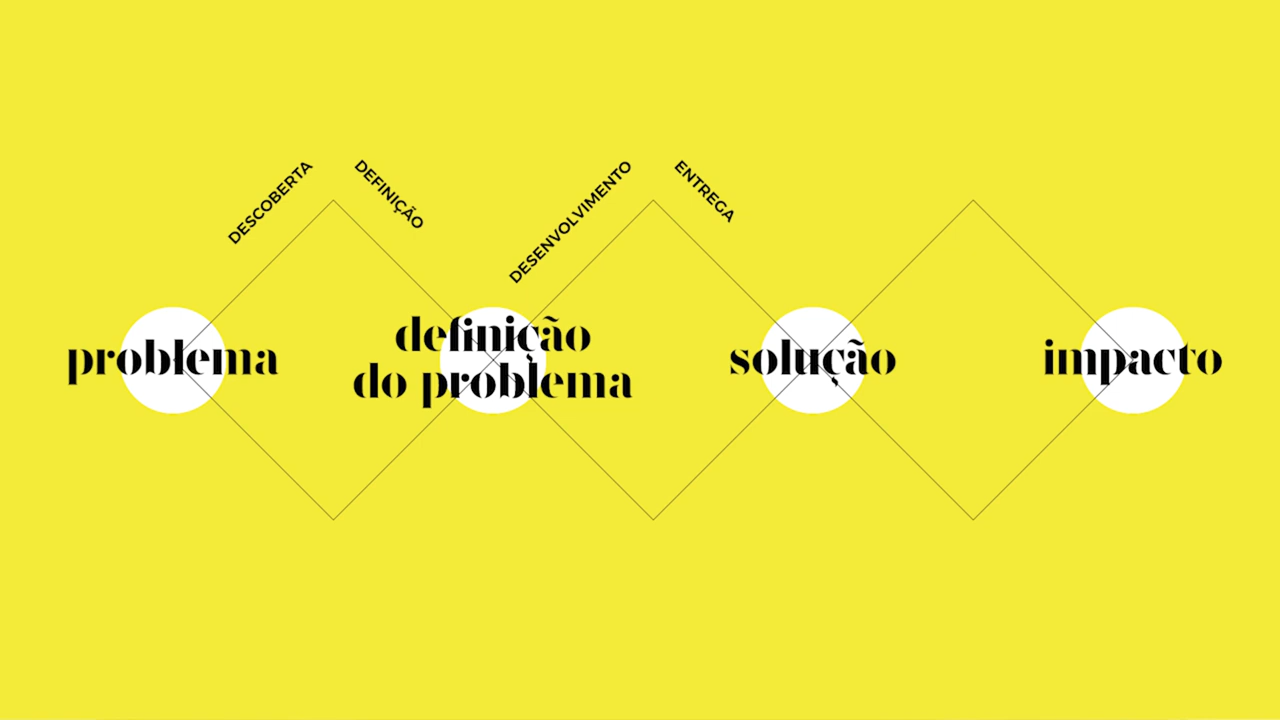 DESCOBERTA
DEFINIÇÃO
DESENVOLVIMENTO
ENTREGA
problema
definição
do problema
solução
impacto